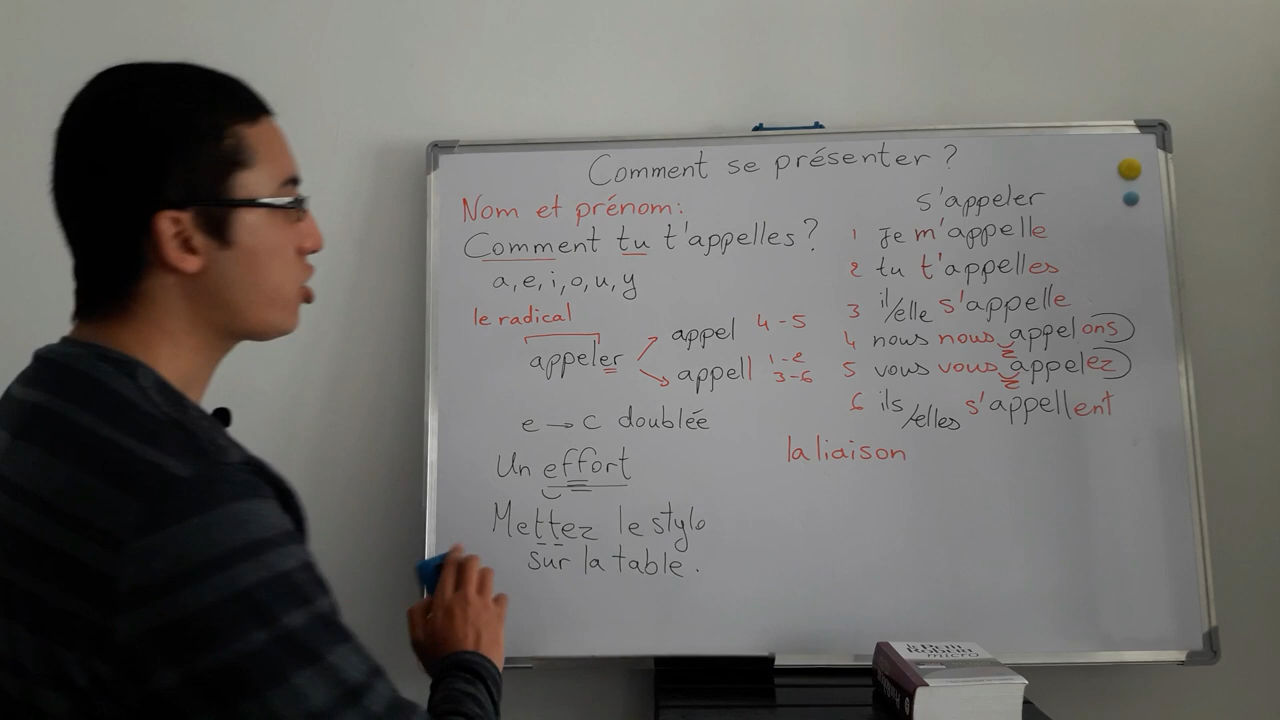 Comment se présenter ?
Nom et prénom:
Comment tu t'appelles ?
a, e, i, o, u, y
le radical
appeler
appel 4-5
appell 1-2
3-6
e → c doublée
Un effort
Mettez le stylo
sur la table.
s'appeler
1 Je m'appelle
2 tu t'appelles
3 il/elle s'appelle
4 nous nous appelons
5 vous vous appelez
6 ils/elles s'appellent
la liaison
micro